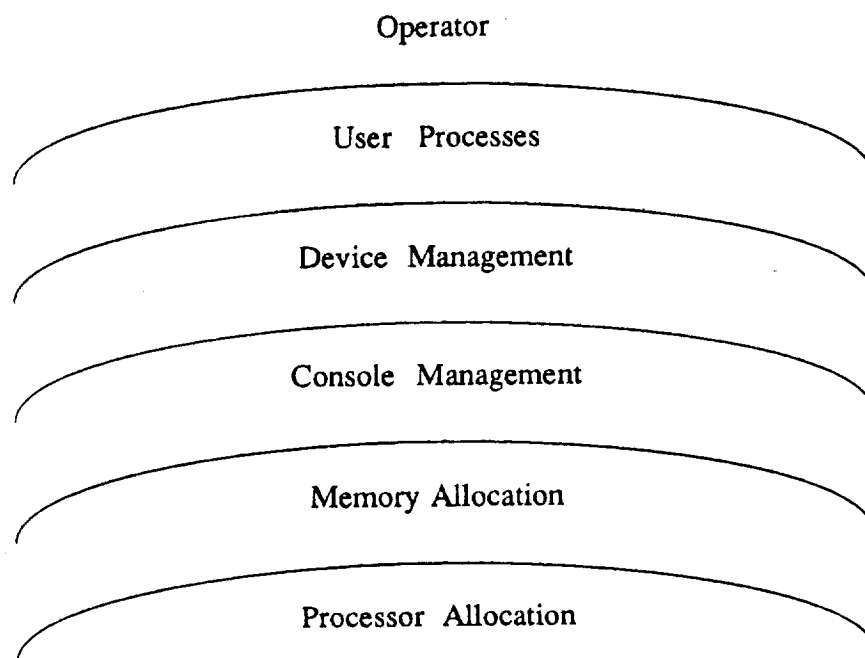 Operator
User Processes
Device Management
Console Management
Memory Allocation
Processor Allocation